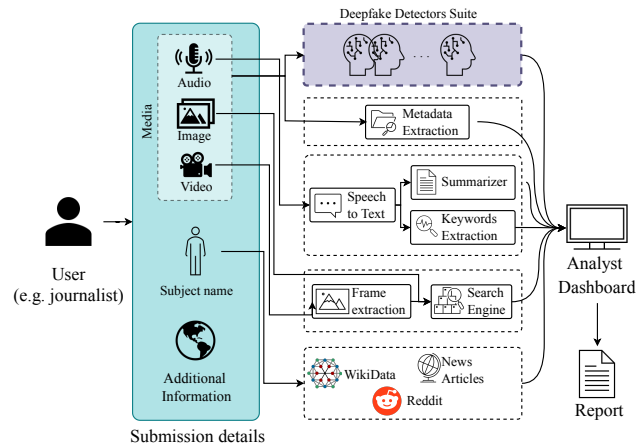 Deepfake Detectors Suite
Media
Audio
Image
Video
Metadata
Extraction
Speech
to Text
Summarizer
Keywords
Extraction
User
(e.g. journalist)
Subject name
Frame
extraction
Search
Engine
Analyst
Dashboard
Additional
Information
WikiData
News
Articles
Reddit
Report
Submission details